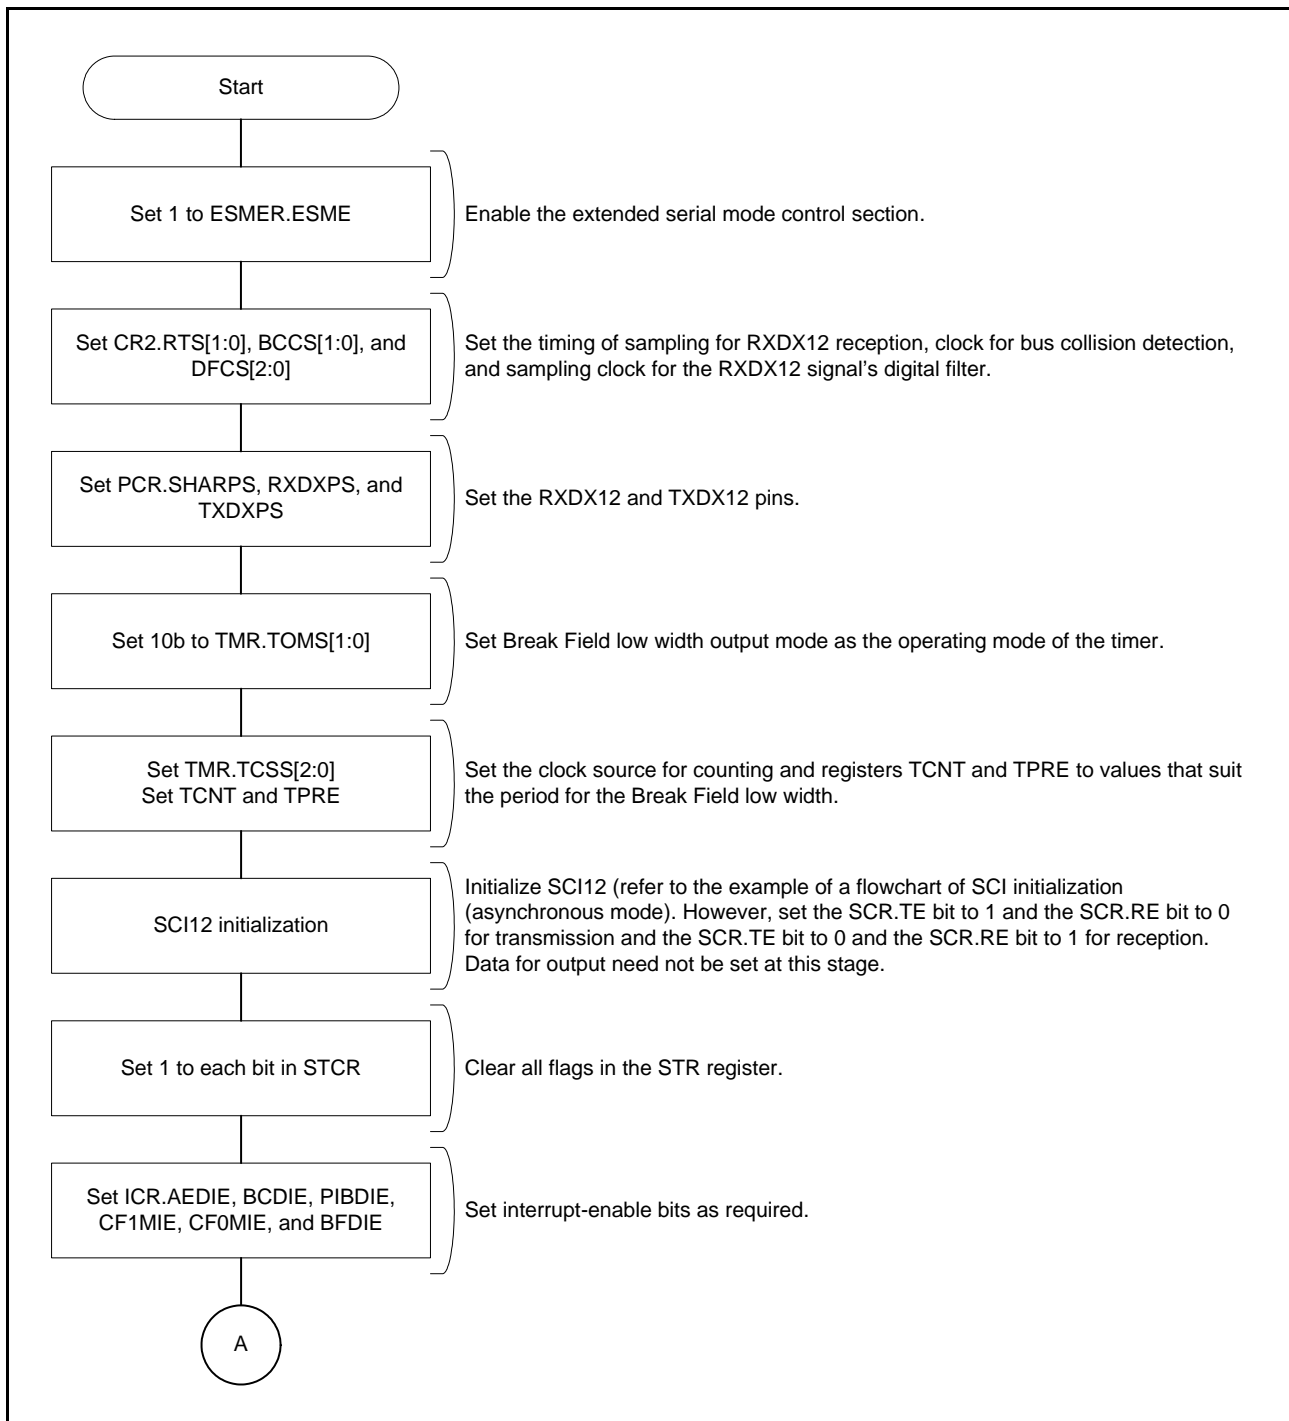 Start
Set 1 to ESMER.ESME
Enable the extended serial mode control section.
Set CR2.RTS[1:0], BCCS[1:0], and
DFCS[2:0]
Set the timing of sampling for RXDX12 reception, clock for bus collision detection,
and sampling clock for the RXDX12 signal's digital filter.
Set PCR.SHARPS, RXDXPS, and
TXDXPS
Set the RXDX12 and TXDX12 pins.
Set 10b to TMR.TOMS[1:0]
Set Break Field low width output mode as the operating mode of the timer.
Set TMR.TCSS[2:0]
Set TCNT and TPRE
Set the clock source for counting and registers TCNT and TPRE to values that suit
the period for the Break Field low width.
SCI12 initialization
Initialize SCI12 (refer to the example of a flowchart of SCI initialization
(asynchronous mode). However, set the SCR.TE bit to 1 and the SCR.RE bit to 0
for transmission and the SCR.TE bit to 0 and the SCR.RE bit to 1 for reception.
Data for output need not be set at this stage.
Set 1 to each bit in STCR
Clear all flags in the STR register.
Set ICR.AEDIE, BCDIE, PIBDIE,
CF1MIE, CF0MIE, and BFDIE
Set interrupt-enable bits as required.
A